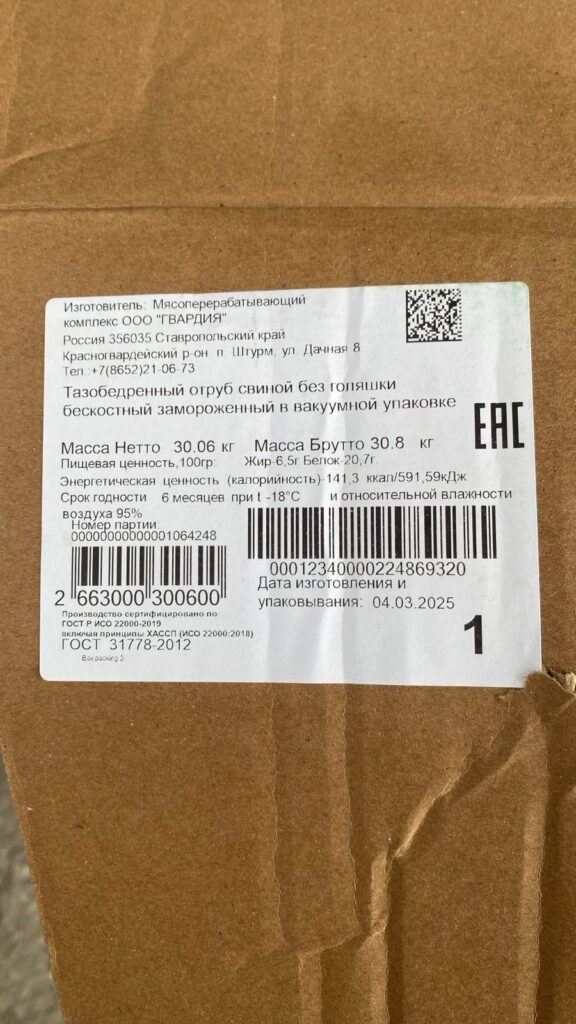 Изготовитель: Мясоперерабатывающий
комплекс ООО "ГВАРДИЯ"
Россия 356035 Ставропольский край
Красногвардейский р-он п. Штурм, ул. Дачная 8
Тел.:+7(8652)21-06-73
Тазобедренный отруб свиной без голяшки
бескостный замороженный в вакуумной упаковке
EAC
Масса Нетто 30.06 кг Масса Брутто 30.8 кг
Пищевая ценность,100гр: Жир-6,5г Белок-20,7г.
Энергетическая ценность (калорийность)-141,3 ккал/591,59кДж
Срок годности 6 месяцев при t -18°C и относительной влажности
воздуха 95%
Номер партии:
00000000000001064248
2 663000 300600
00012340000224869320
Дата изготовления и
упаковывания: 04.03.2025
Производство сертифицировано по
ГОСТ Р ИСО 22000-2019
включая принципы ХАССП (ИСО 22000:2018)
ГОСТ 31778-2012
Box packing 2
1